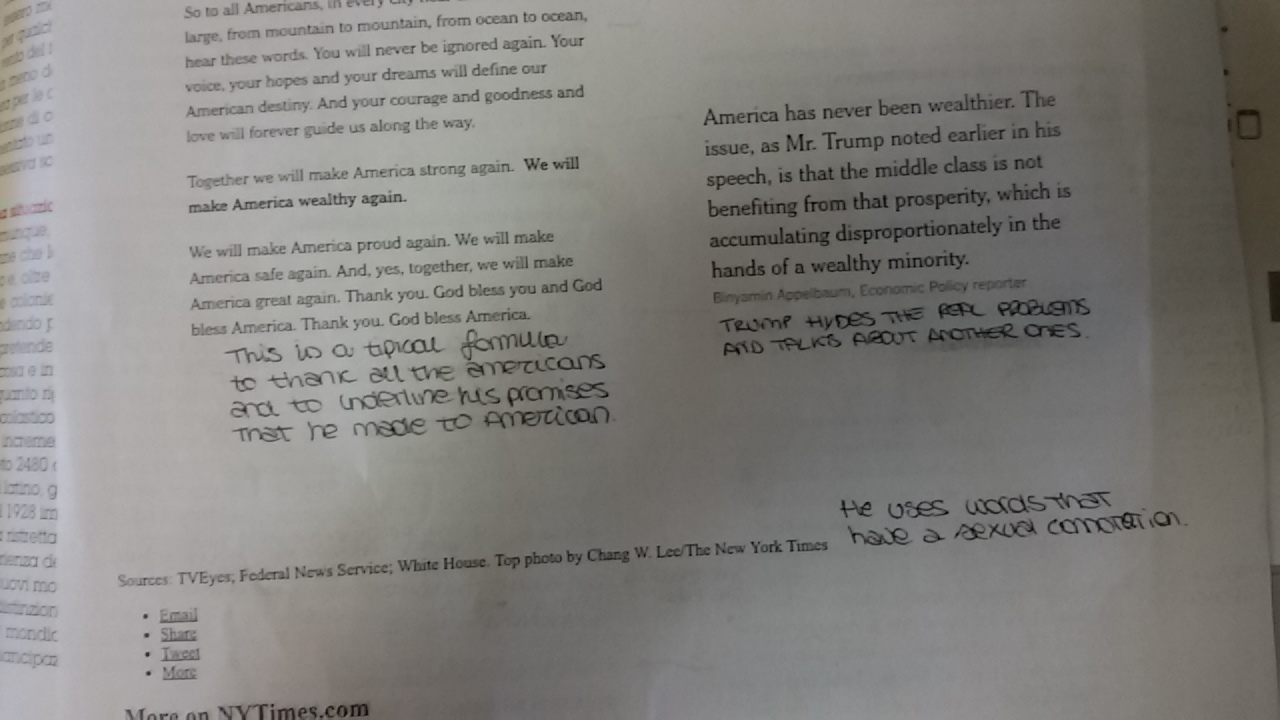 So to all Americans, in every city
large, from mountain to mountain, from ocean to ocean,
hear these words. You will never be ignored again. Your
voice, your hopes and your dreams will define our
American destiny. And your courage and goodness and
love will forever guide us along the way.
Together we will make America strong again. We will
make America wealthy again.
We will make America proud again. We will make
America safe again. And, yes, together, we will make
America great again. Thank you. God bless you and God
bless America. Thank you. God bless America.
This is a tipical formula
to thank all the americans
and to underline his promises
that he made to American.
America has never been wealthier. The
issue, as Mr. Trump noted earlier in his
speech, is that the middle class is not
benefiting from that prosperity, which is
accumulating disproportionately in the
hands of a wealthy minority.
Binyamin Appelbaum, Economic Policy reporter
TRUMP HYDES THE REAL PROBLEMS
AND TALKS ABOUT ANOTHER ONES.
He uses words that
have a sexual connotation.
Sources: TVEyes; Federal News Service; White House. Top photo by Chang W. Lee/The New York Times
• Email
• Share
• Tweet
• More
More on NYTimes.com